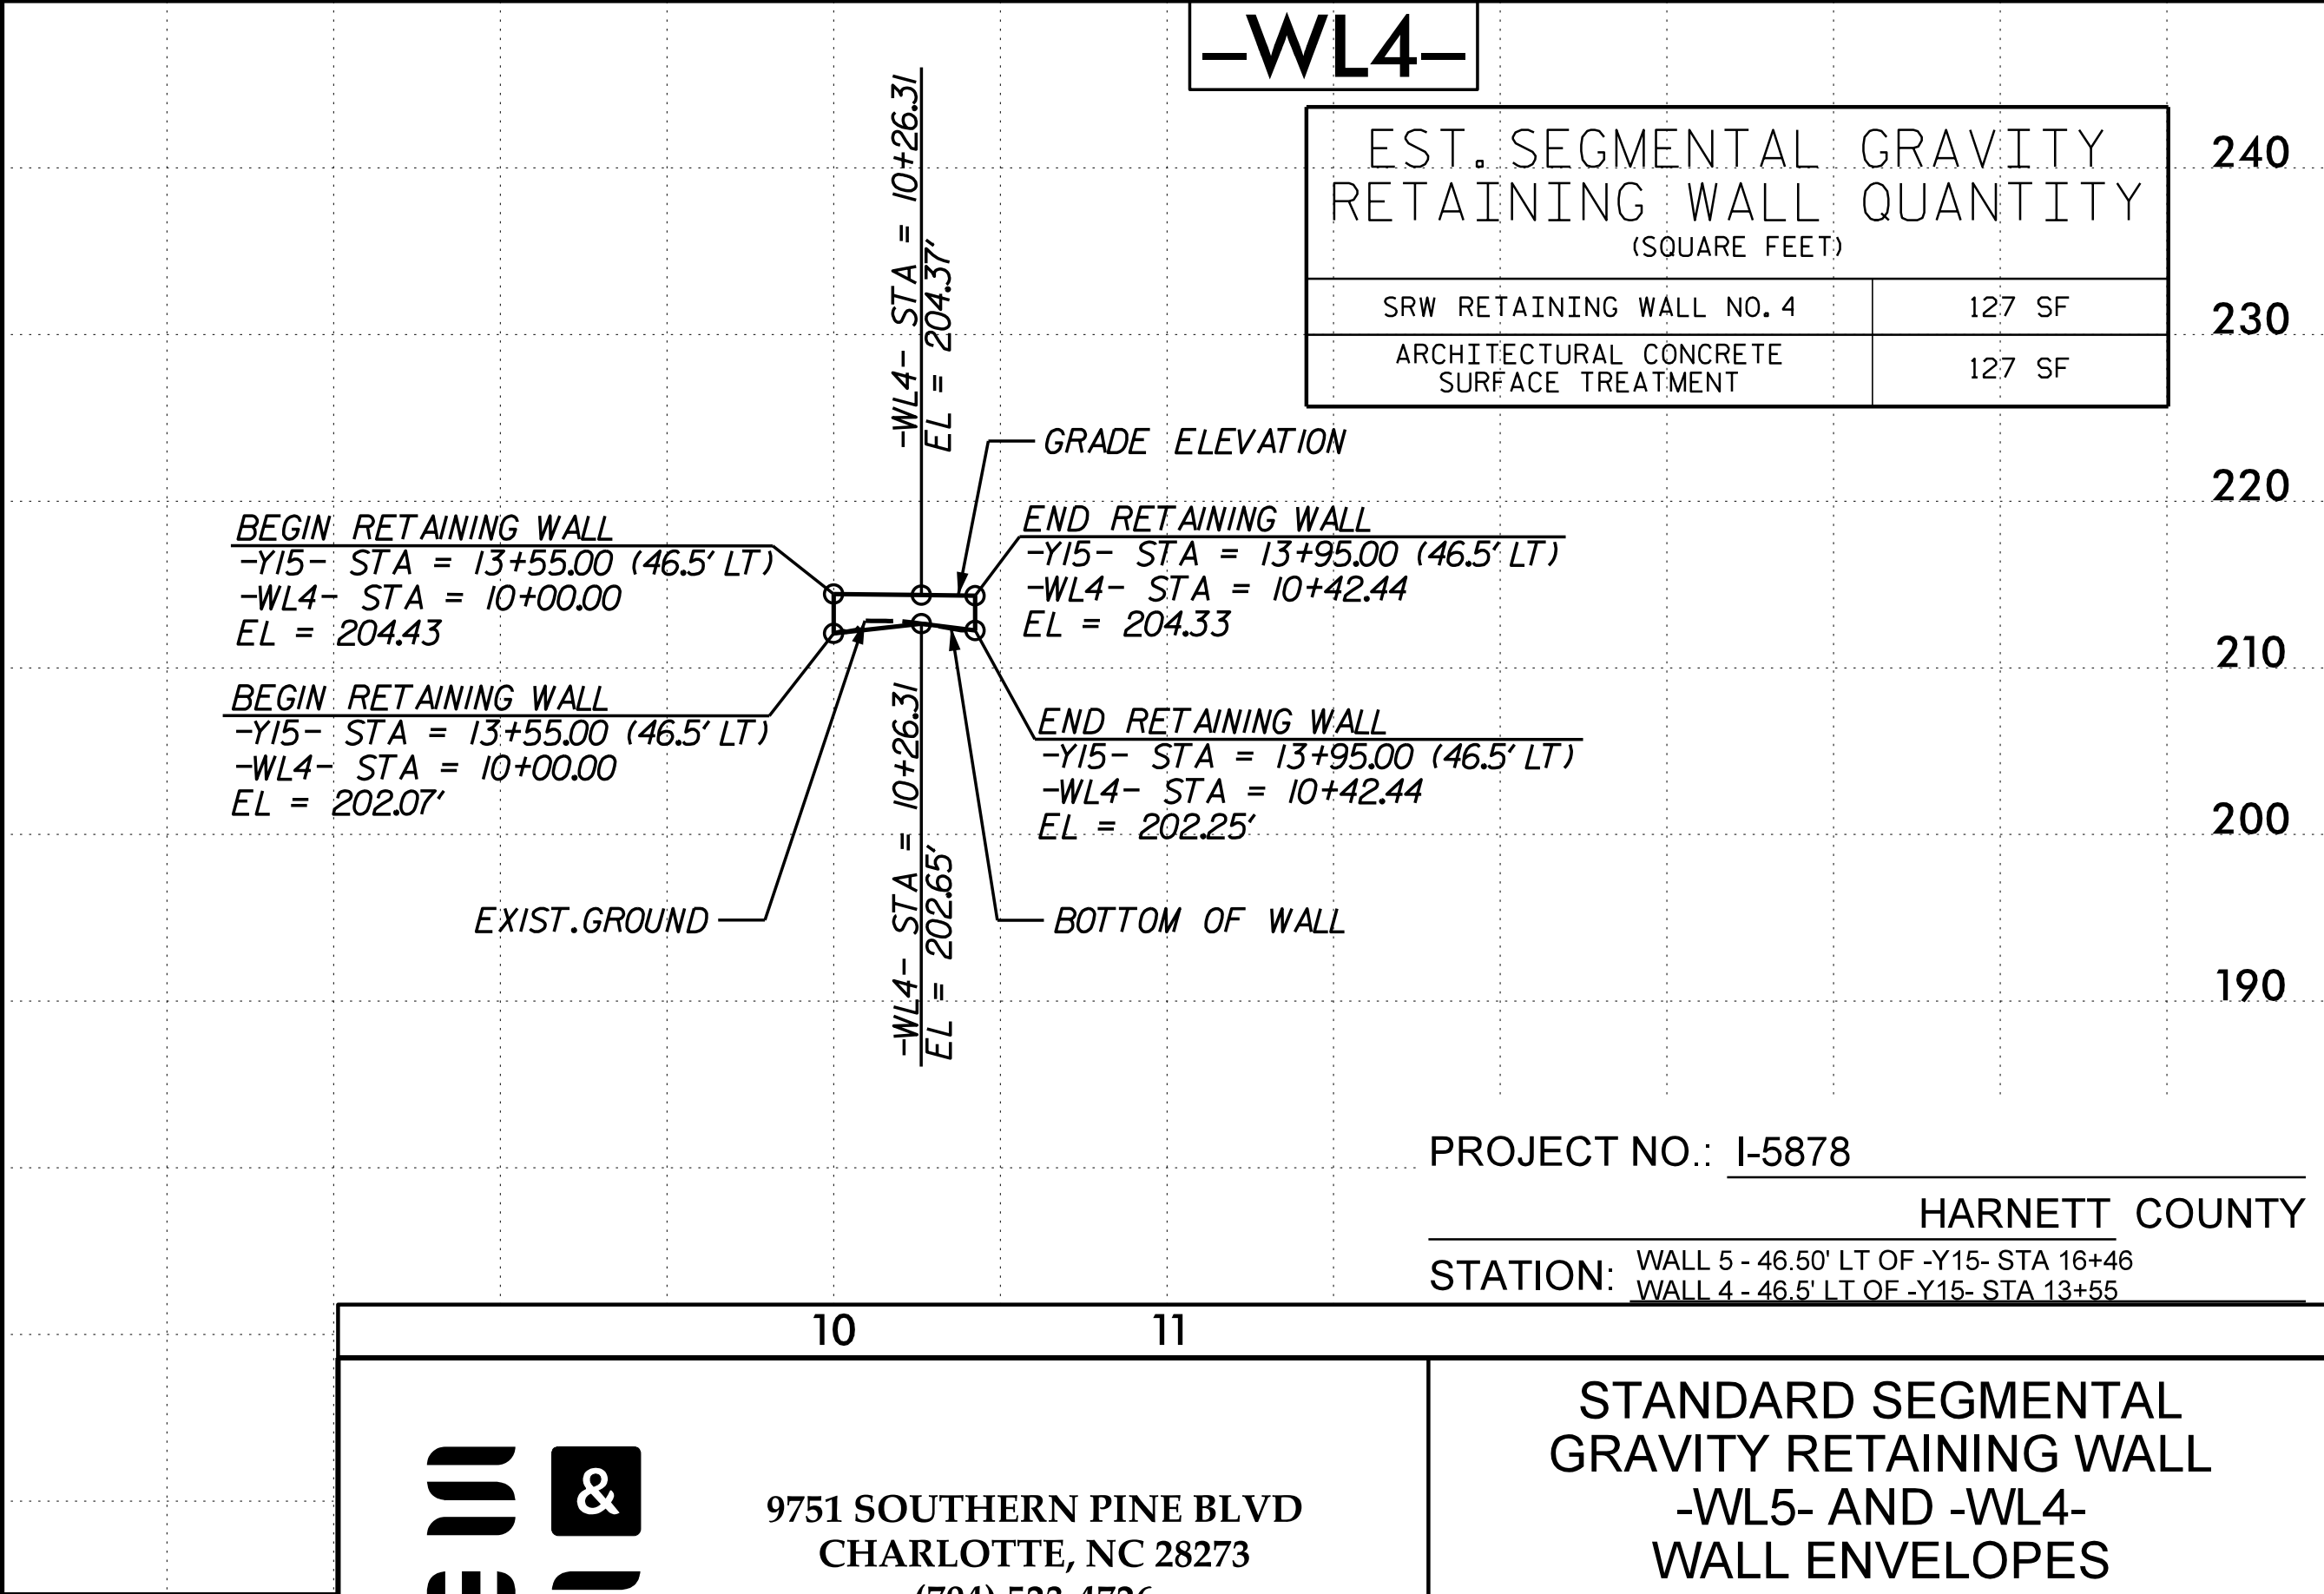 -WL4-
EST. SEGMENTAL GRAVITY
RETAINING WALL QUANTITY
(SQUARE FEET)
SRW RETAINING WALL NO. 4 127 SF
ARCHITECTURAL CONCRETE
SURFACE TREATMENT 127 SF
240
230
220
210
200
190
-WL4- STA = 10+26.31
EL = 204.37'
GRADE ELEVATION
BEGIN RETAINING WALL
-Y15- STA = 13+55.00 (46.5' LT)
-WL4- STA = 10+00.00
EL = 204.43
END RETAINING WALL
-Y15- STA = 13+95.00 (46.5' LT)
-WL4- STA = 10+42.44
EL = 204.33
BEGIN RETAINING WALL
-Y15- STA = 13+55.00 (46.5' LT)
-WL4- STA = 10+00.00
EL = 202.07'
END RETAINING WALL
-Y15- STA = 13+95.00 (46.5' LT)
-WL4- STA = 10+42.44
EL = 202.25'
-WL4- STA = 10+26.31
EL = 202.65'
EXIST. GROUND
BOTTOM OF WALL
PROJECT NO.: I-5878
HARNETT COUNTY
STATION: WALL 5 - 46.50' LT OF -Y15- STA 16+46
WALL 4 - 46.5' LT OF -Y15- STA 13+55
10 11
&
9751 SOUTHERN PINE BLVD
CHARLOTTE, NC 28273
STANDARD SEGMENTAL
GRAVITY RETAINING WALL
-WL5- AND -WL4-
WALL ENVELOPES